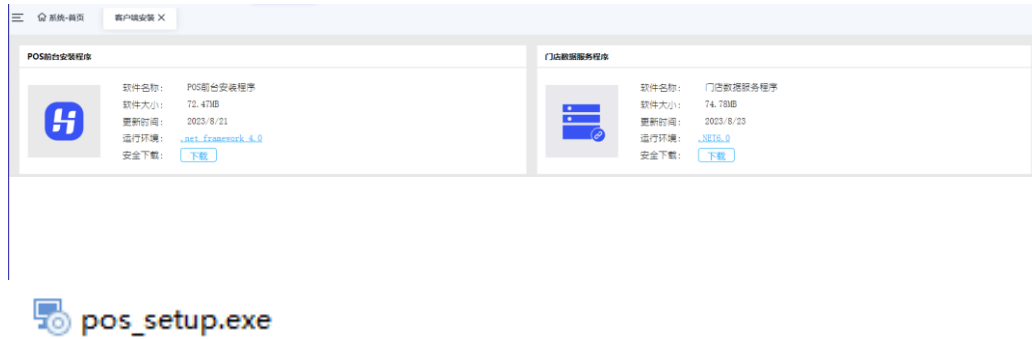 系统-首页 客户端安装 X
POS前台安装程序
软件名称: POS前台安装程序
软件大小: 72.47MB
更新时间: 2023/8/21
运行环境: .net framework 4.0
安全下载: 下载
门店数据服务程序
软件名称: 门店数据服务程序
软件大小: 74.78MB
更新时间: 2023/8/23
运行环境: .NET6.0
安全下载: 下载
pos_setup.exe